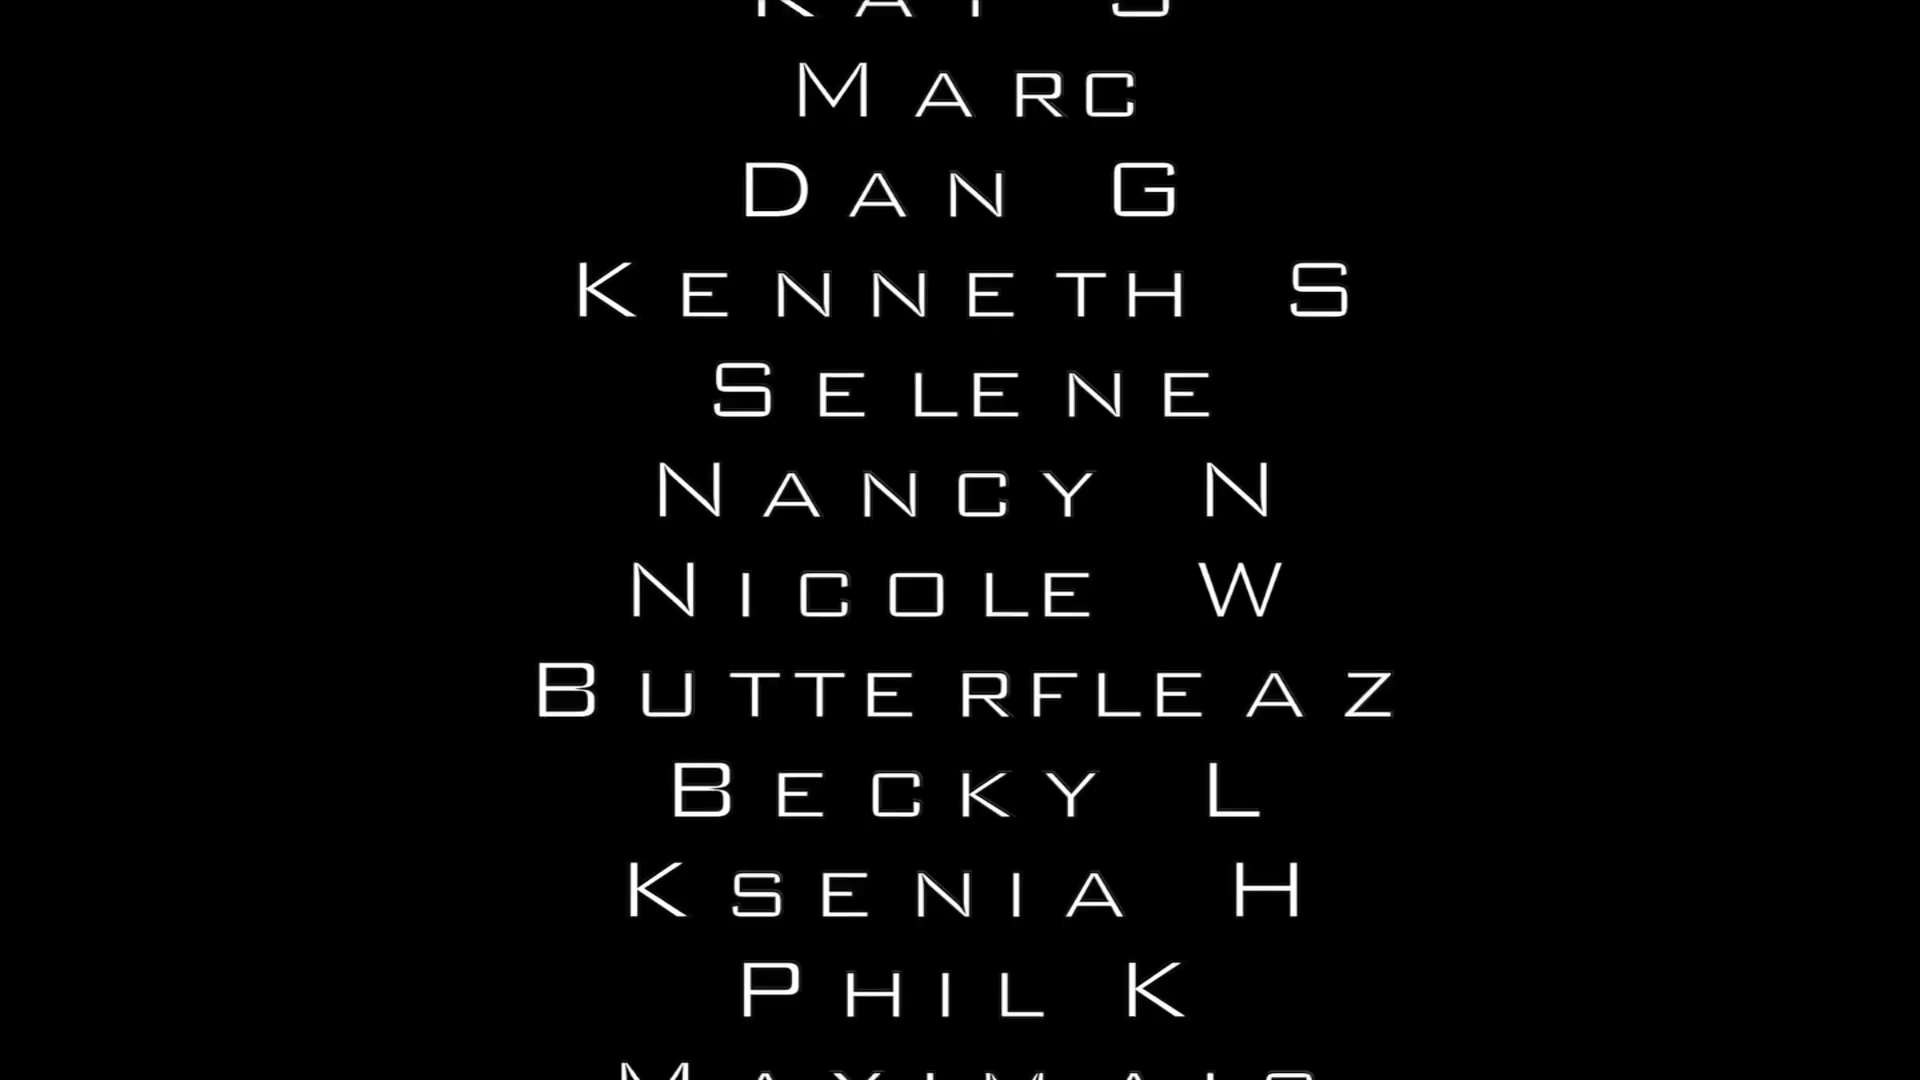 Marc
Dan G
Kenneth S
Selene
Nancy N
Nicole W
Butterfleaz
Becky L
Ksenia H
Phil K